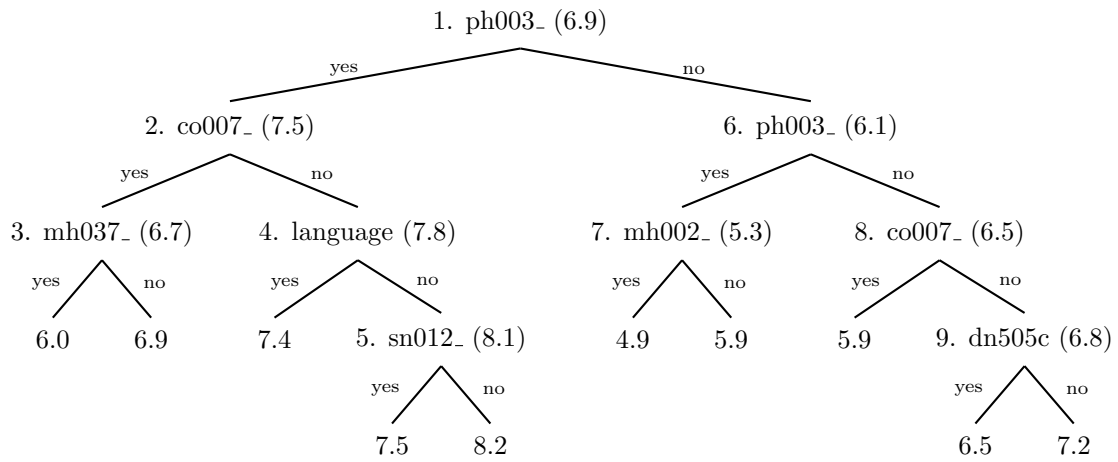 1. ph003_ (6.9)
yes no
2. co007_ (7.5) 6. ph003_ (6.1)
yes no yes no
3. mh037_ (6.7) 4. language (7.8) 7. mh002_ (5.3) 8. co007_ (6.5)
yes no yes no yes no yes no
6.0 6.9 7.4 5. sn012_ (8.1) 4.9 5.9 5.9 9. dn505c (6.8)
yes no yes no
7.5 8.2 6.5 7.2